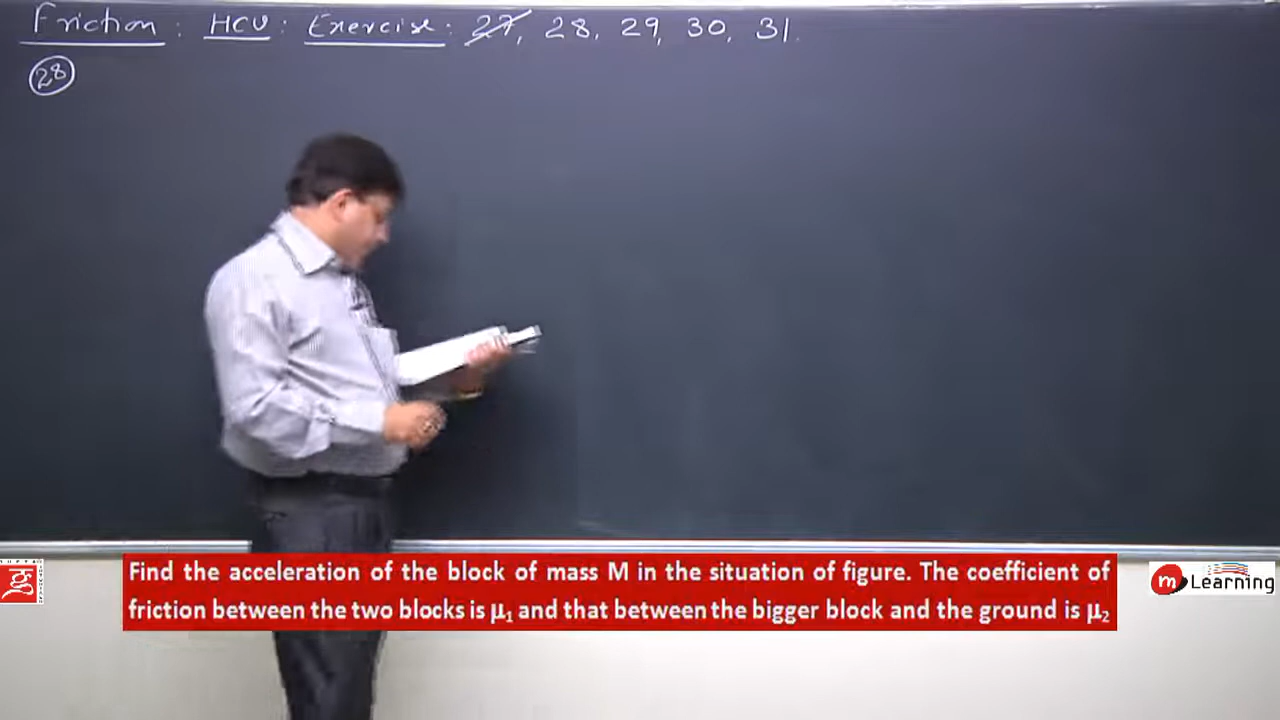 Friction : HCV : Exercise : 27, 28, 29, 30, 31.
28
Find the acceleration of the block of mass M in the situation of figure. The coefficient of
friction between the two blocks is μ₁ and that between the bigger block and the ground is μ₂
m Learning